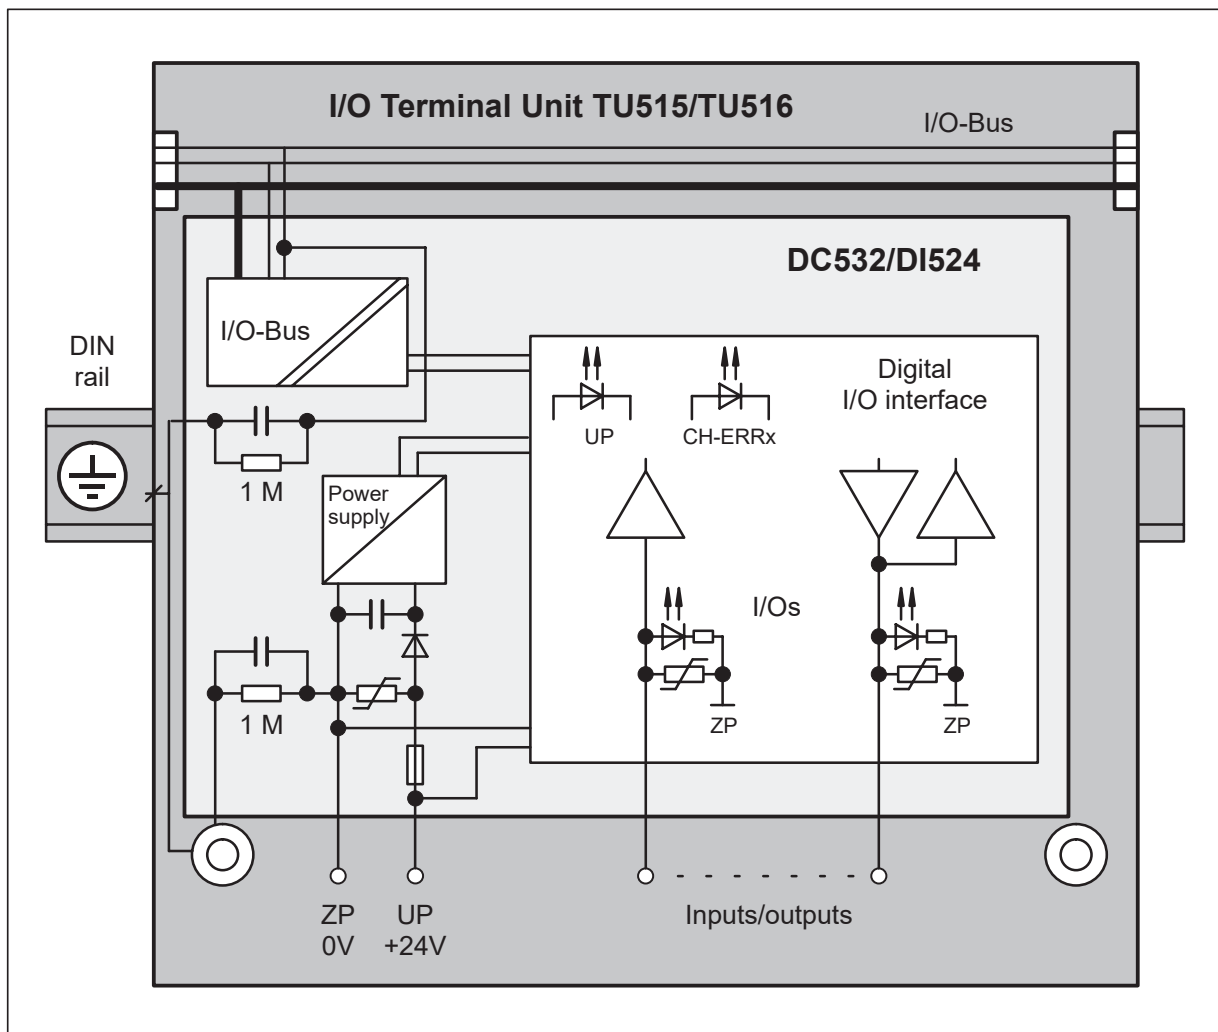 I/O Terminal Unit TU515/TU516
I/O-Bus
DC532/DI524
I/O-Bus
DIN
rail
Digital
I/O interface
UP
CH-ERRx
1 M
Power
supply
I/Os
1 M
ZP
ZP
ZP
0V
UP
+24V
Inputs/outputs